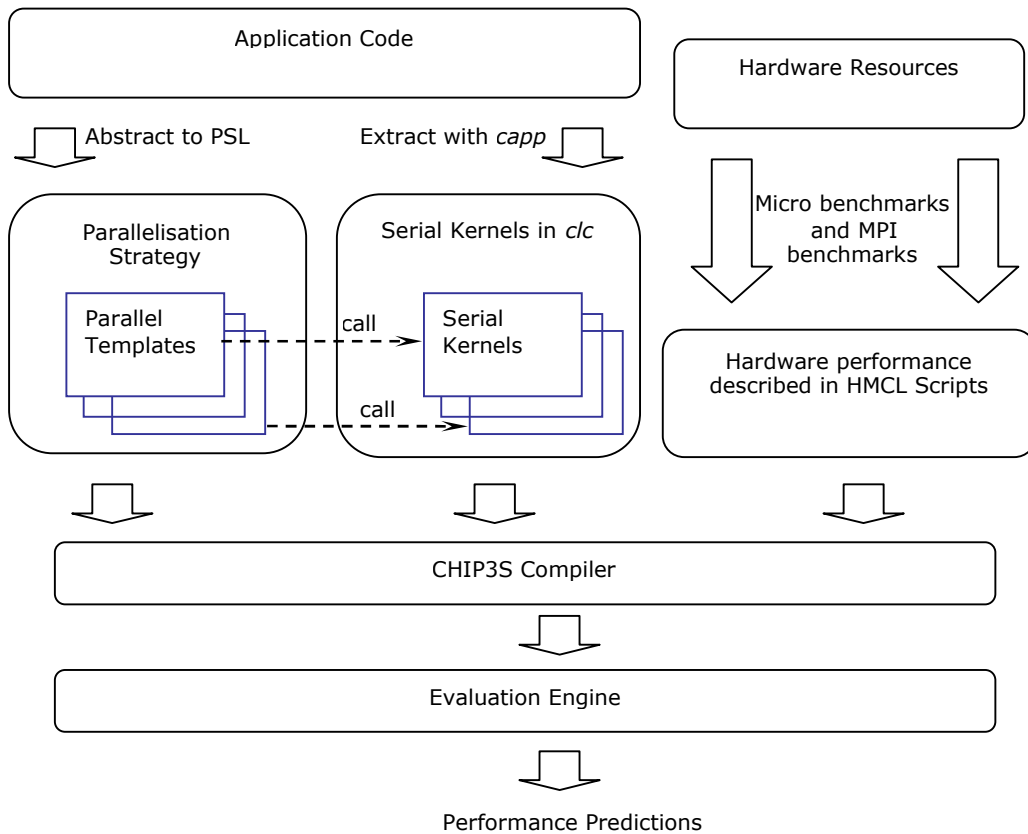 Application Code
Hardware Resources
Abstract to PSL
Extract with capp
Micro benchmarks
and MPI
benchmarks
Parallelisation
Strategy
Serial Kernels in clc
Parallel
Templates
call
Serial
Kernels
call
Hardware performance
described in HMCL Scripts
CHIP3S Compiler
Evaluation Engine
Performance Predictions